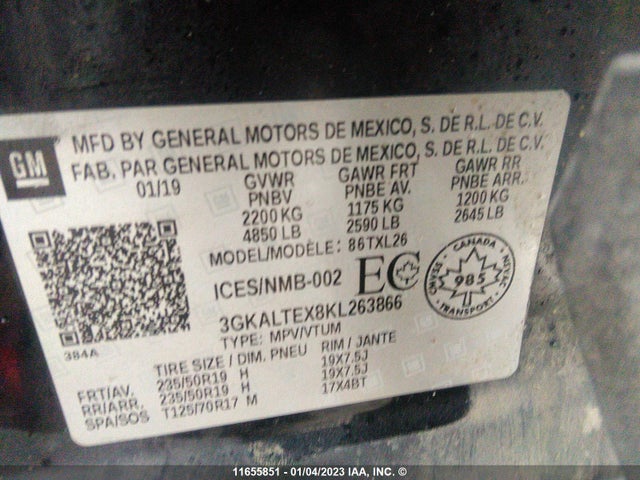 GM
MFD BY GENERAL MOTORS DE MEXICO, S. DE R.L. DE C.V.
FAB. PAR GENERAL MOTORS DE MEXICO, S. DE R.L. DE C.V.
01/19 GVWR GAWR FRT GAWR RR
PNBV PNBE AV. PNBE ARR.
2200 KG 1175 KG 1200 KG
4850 LB 2590 LB 2645 LB
MODEL/MODÈLE: 86TXL26
ICES/NMB-002 EC
CANADA
NSVAC 985 CMVSS
TRANSPORT
3GKALTEX8KL263866
TYPE: MPV/VTUM
384A
TIRE SIZE / DIM. PNEU RIM / JANTE
FRT/AV. 235/50R19 H 19X7.5J
RR/ARR. 235/50R19 H 19X7.5J
SPA/SOS T125/70R17 M 17X4BT
11655851 - 01/04/2023 IAA, INC. ©